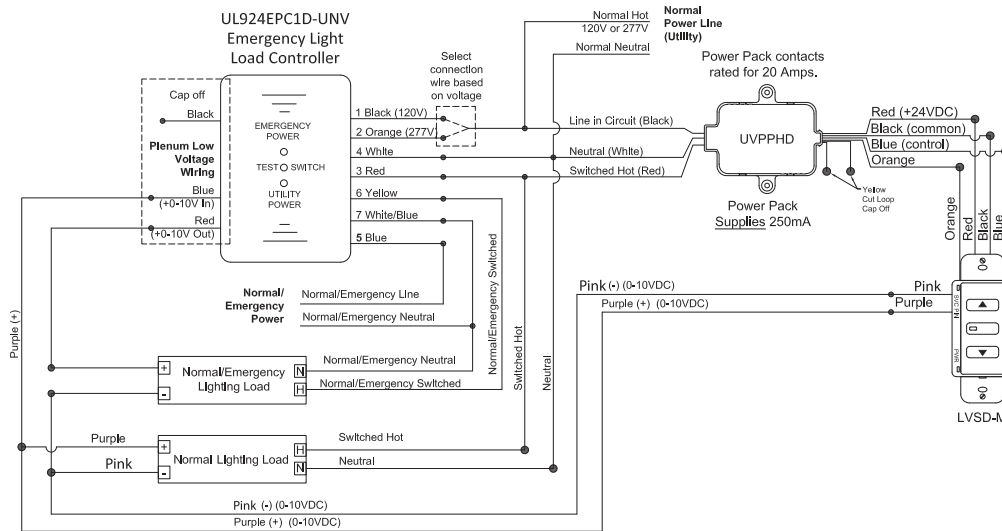 UL924EPC1D-UNV
Emergency Light
Load Controller
Normal Hot
120V or 277V
Normal
Power Line
(Utility)
Normal Neutral
Select
connection
wire based
on voltage
Power Pack contacts
rated for 20 Amps.
Cap off
Black
Plenum Low
Voltage
Wiring
Blue
(+0-10V In)
Red
(+0-10V Out)
EMERGENCY
POWER
TEST SWITCH
UTILITY
POWER
1 Black (120V)
2 Orange (277V)
4 White
3 Red
6 Yellow
7 White/Blue
5 Blue
Line in Circuit (Black)
Neutral (White)
Switched Hot (Red)
UVPPHD
Red (+24VDC)
Black (common)
Blue (control)
Orange
Yellow
Cut Loop
Cap Off
Power Pack
Supplies 250mA
Orange
Red
Black
Blue
Normal/
Emergency
Power
Normal/Emergency Line
Normal/Emergency Neutral
Pink (-) (0-10VDC)
Purple (+) (0-10VDC)
Pink
Purple
SVC PIN
PWR
LVSD-M
Purple (+)
Normal/Emergency Switched
Switched Hot
Neutral
+
-
Normal/Emergency
Lighting Load
N
H
Normal/Emergency Neutral
Normal/Emergency Switched
Purple
Pink
+
-
Normal Lighting Load
H
N
Switched Hot
Neutral
Pink (-) (0-10VDC)
Purple (+) (0-10VDC)